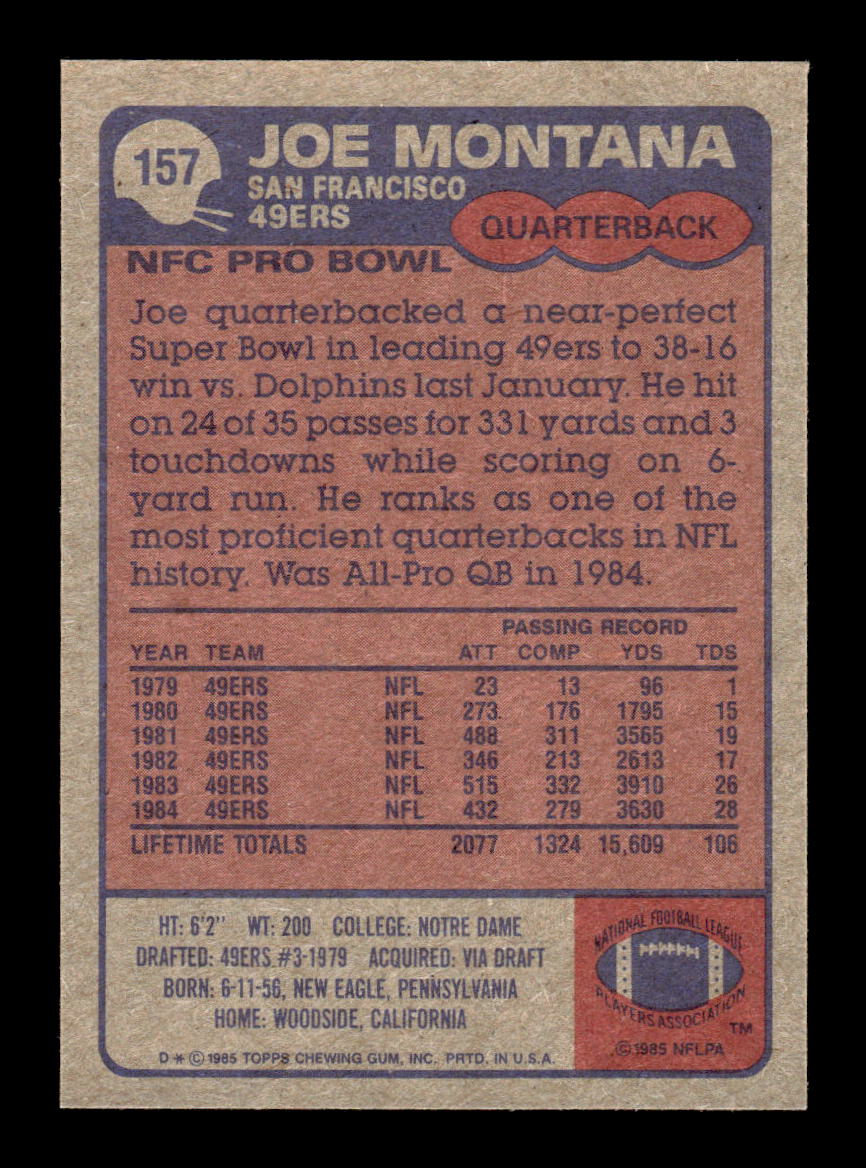 157
JOE MONTANA
SAN FRANCISCO
49ERS
QUARTERBACK
NFC PRO BOWL
Joe quarterbacked a near-perfect
Super Bowl in leading 49ers to 38-16
win vs. Dolphins last January. He hit
on 24 of 35 passes for 331 yards and 3
touchdowns while scoring on 6-
yard run. He ranks as one of the
most proficient quarterbacks in NFL
history. Was All-Pro QB in 1984.
PASSING RECORD
YEAR TEAM ATT COMP YDS TDS
1979 49ERS NFL 23 13 96 1
1980 49ERS NFL 273 176 1795 15
1981 49ERS NFL 488 311 3565 19
1982 49ERS NFL 346 213 2613 17
1983 49ERS NFL 515 332 3910 26
1984 49ERS NFL 432 279 3630 28
LIFETIME TOTALS 2077 1324 15,609 106
HT: 6'2" WT: 200 COLLEGE: NOTRE DAME
DRAFTED: 49ERS #3-1979 ACQUIRED: VIA DRAFT
BORN: 6-11-56, NEW EAGLE, PENNSYLVANIA
HOME: WOODSIDE, CALIFORNIA
D * © 1985 TOPPS CHEWING GUM, INC. PRTD. IN U.S.A.
NATIONAL FOOTBALL LEAGUE
PLAYERS ASSOCIATION
TM
© 1985 NFLPA